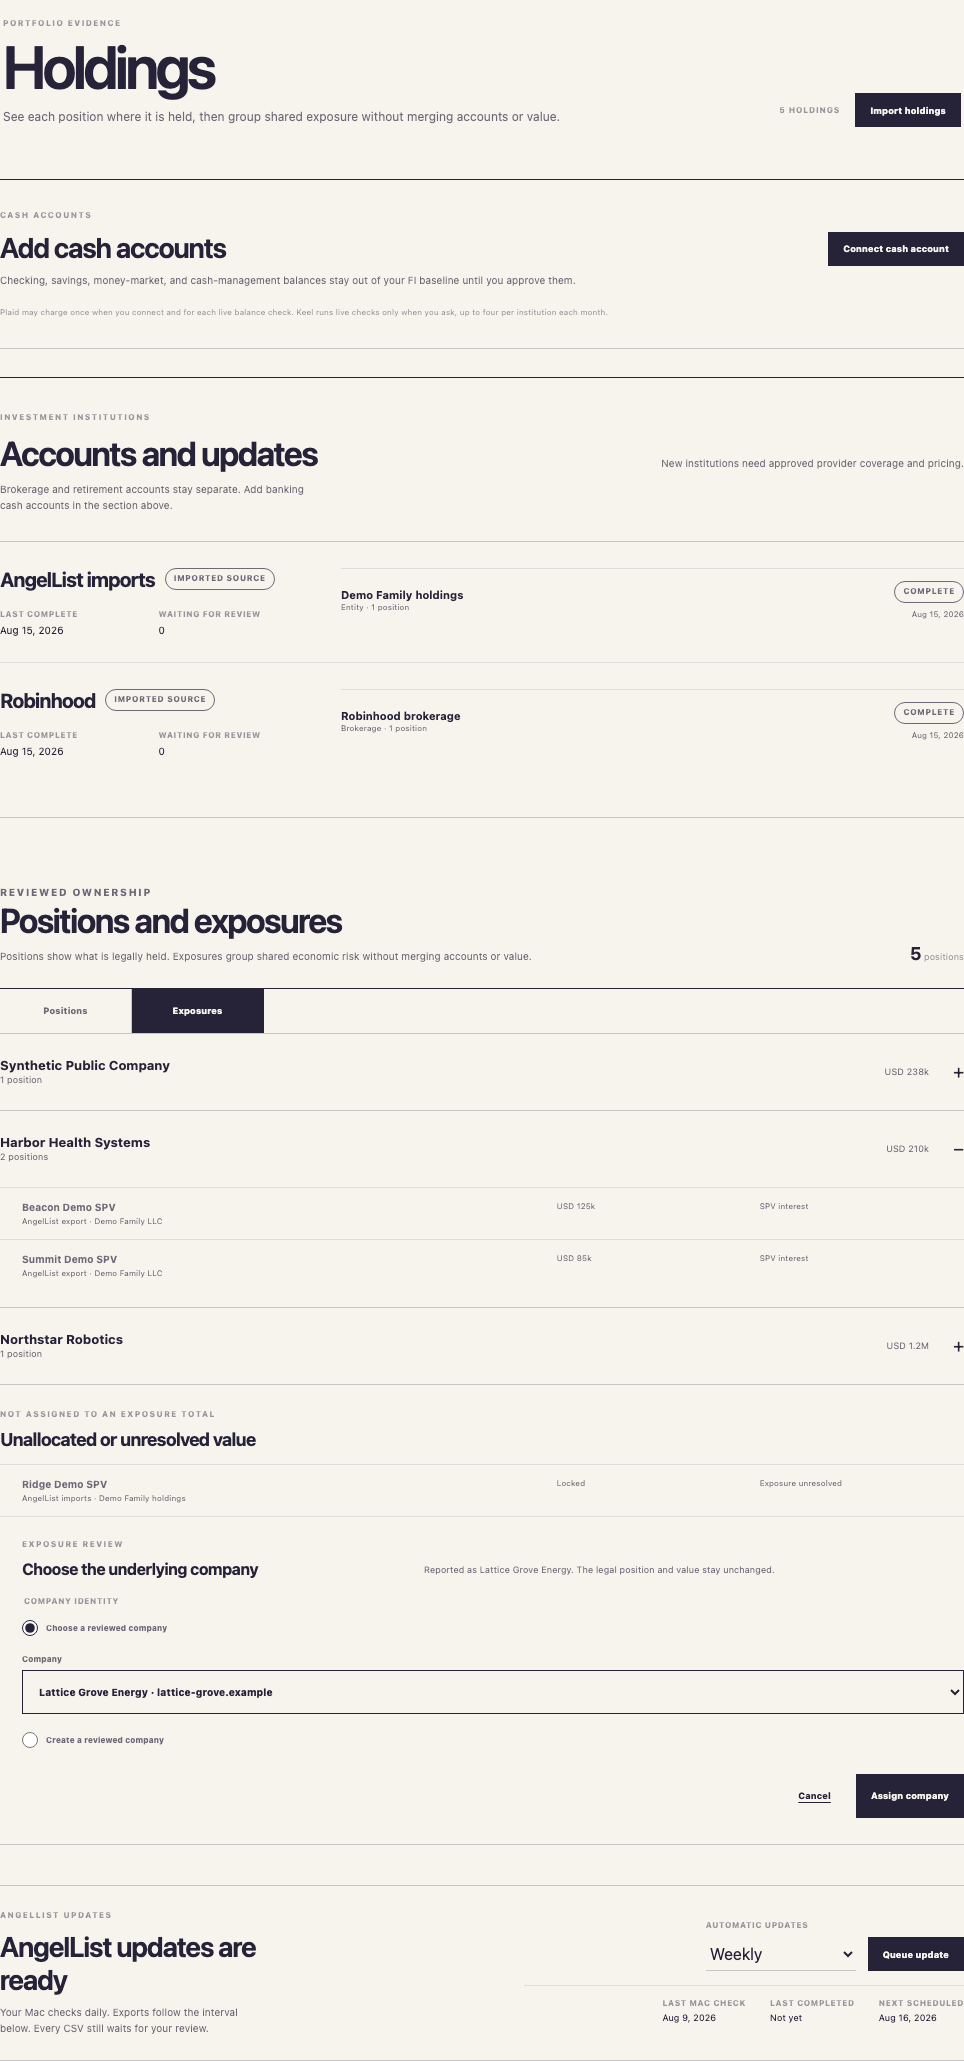 PORTFOLIO EVIDENCE
Holdings
See each position where it is held, then group shared exposure without merging accounts or value.
5 HOLDINGS
Import holdings
CASH ACCOUNTS
Add cash accounts
Connect cash account
Checking, savings, money-market, and cash-management balances stay out of your FI baseline until you approve them.
Plaid may charge once when you connect and for each live balance check. Keel runs live checks only when you ask, up to four per institution each month.
INVESTMENT INSTITUTIONS
Accounts and updates
New institutions need approved provider coverage and pricing.
Brokerage and retirement accounts stay separate. Add banking
cash accounts in the section above.
AngelList imports
IMPORTED SOURCE
LAST COMPLETE
WAITING FOR REVIEW
Aug 15, 2026
0
Demo Family holdings
Entity · 1 position
COMPLETE
Aug 15, 2026
Robinhood
IMPORTED SOURCE
LAST COMPLETE
WAITING FOR REVIEW
Aug 15, 2026
0
Robinhood brokerage
Brokerage · 1 position
COMPLETE
Aug 15, 2026
REVIEWED OWNERSHIP
Positions and exposures
Positions show what is legally held. Exposures group shared economic risk without merging accounts or value.
5 positions
Positions
Exposures
Synthetic Public Company
1 position
USD 238k
+
Harbor Health Systems
2 positions
USD 210k
−
Beacon Demo SPV
AngelList export · Demo Family LLC
USD 125k
SPV interest
Summit Demo SPV
AngelList export · Demo Family LLC
USD 85k
SPV interest
Northstar Robotics
1 position
USD 1.2M
+
NOT ASSIGNED TO AN EXPOSURE TOTAL
Unallocated or unresolved value
Ridge Demo SPV
AngelList imports · Demo Family holdings
Locked
Exposure unresolved
EXPOSURE REVIEW
Choose the underlying company
Reported as Lattice Grove Energy. The legal position and value stay unchanged.
COMPANY IDENTITY
Choose a reviewed company
Company
Lattice Grove Energy · lattice-grove.example
Create a reviewed company
Cancel
Assign company
ANGELLIST UPDATES
AngelList updates are
ready
Your Mac checks daily. Exports follow the interval
below. Every CSV still waits for your review.
AUTOMATIC UPDATES
Weekly
Queue update
LAST MAC CHECK
LAST COMPLETED
NEXT SCHEDULED
Aug 9, 2026
Not yet
Aug 16, 2026